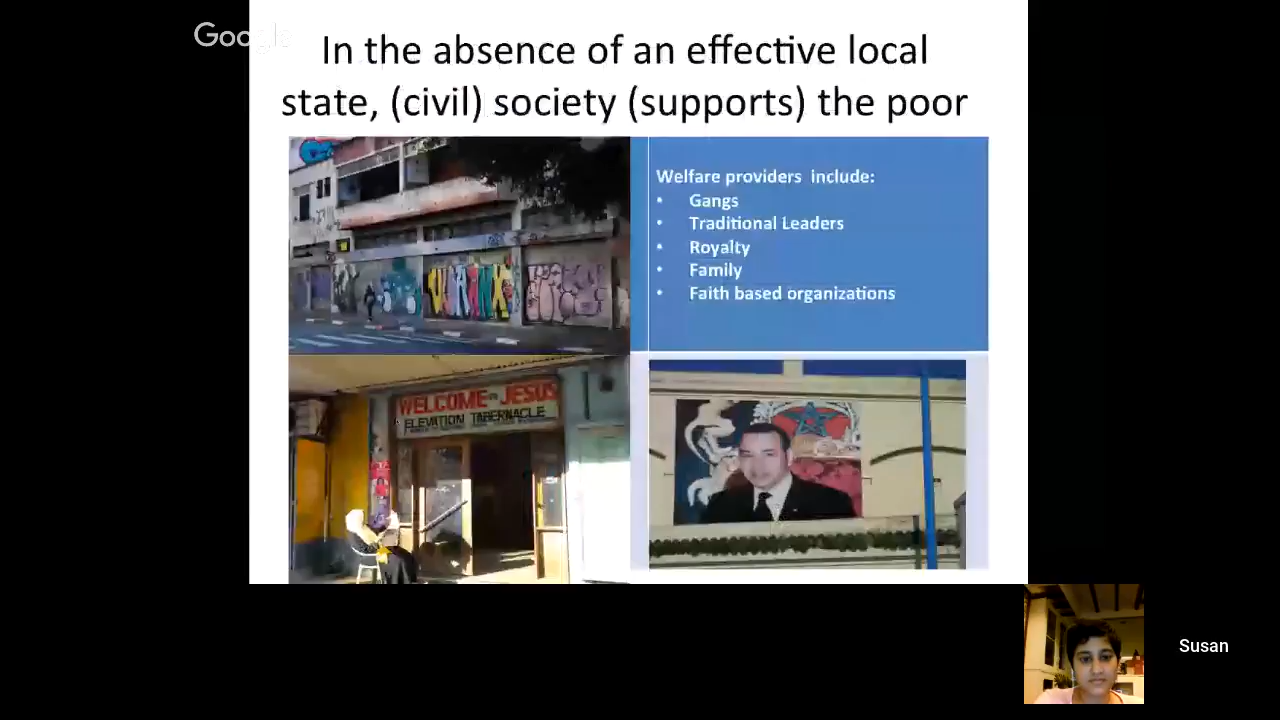 Google
In the absence of an effective local
state, (civil) society (supports) the poor
Welfare providers include:
• Gangs
• Traditional Leaders
• Royalty
• Family
• Faith based organizations
WELCOME TO JESUS
ELEVATION TABERNACLE
Susan